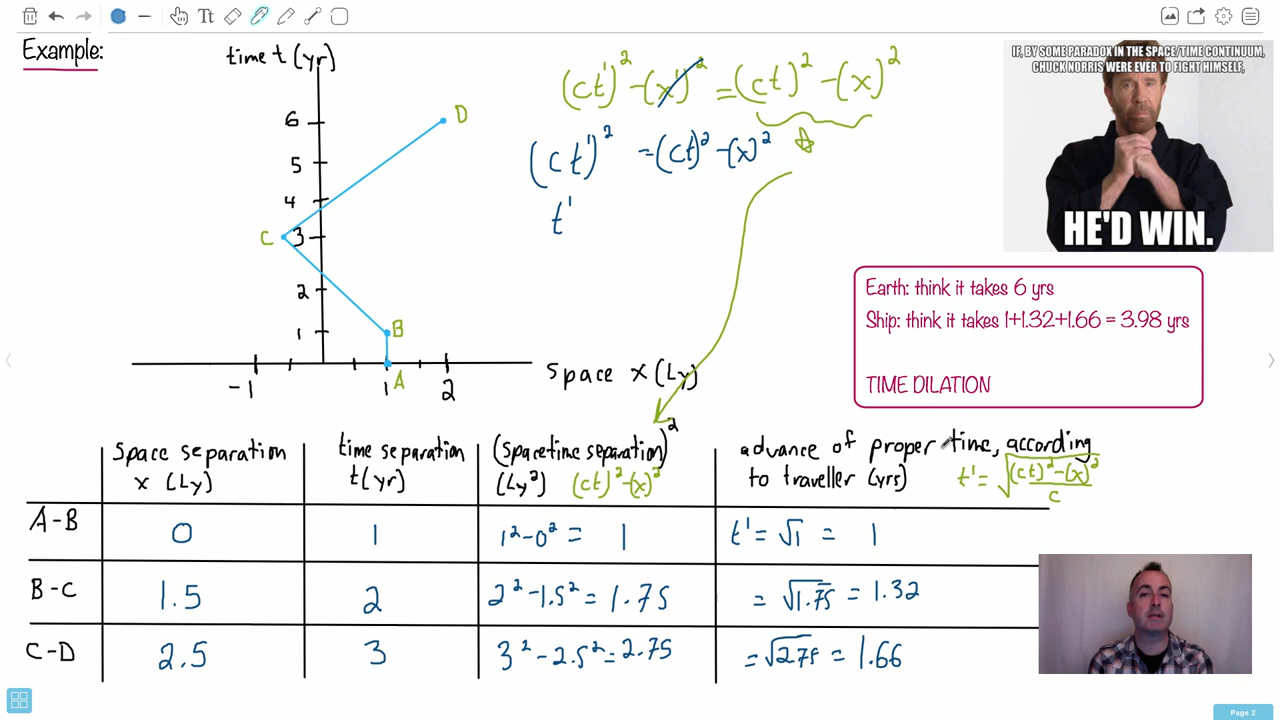 Tt
Example:
time t (yr)
6
5
4
3
2
1
-1
1
2
A
B
C
D
space x (Ly)
(ct')² - (x')² = (ct)² - (x)²
(ct')² = (ct)² - (x)²
t'
IF, BY SOME PARADOX IN THE SPACE/TIME CONTINUUM,
CHUCK NORRIS WERE EVER TO FIGHT HIMSELF,
HE'D WIN.
Earth: think it takes 6 yrs
Ship: think it takes 1+1.32+1.66 = 3.98 yrs
TIME DILATION
space separation
x (Ly)
time separation
t(yr)
(spacetime separation)²
(Ly²) (ct)² - (x)²
advance of proper time, according
to traveller (yrs) t' = √(ct)² - (x)²
c
A-B 0 1 1² - 0² = 1 t' = √1 = 1
B-C 1.5 2 2² - 1.5² = 1.75 = √1.75 = 1.32
C-D 2.5 3 3² - 2.5² = 2.75 = √2.75 = 1.66
Page 2